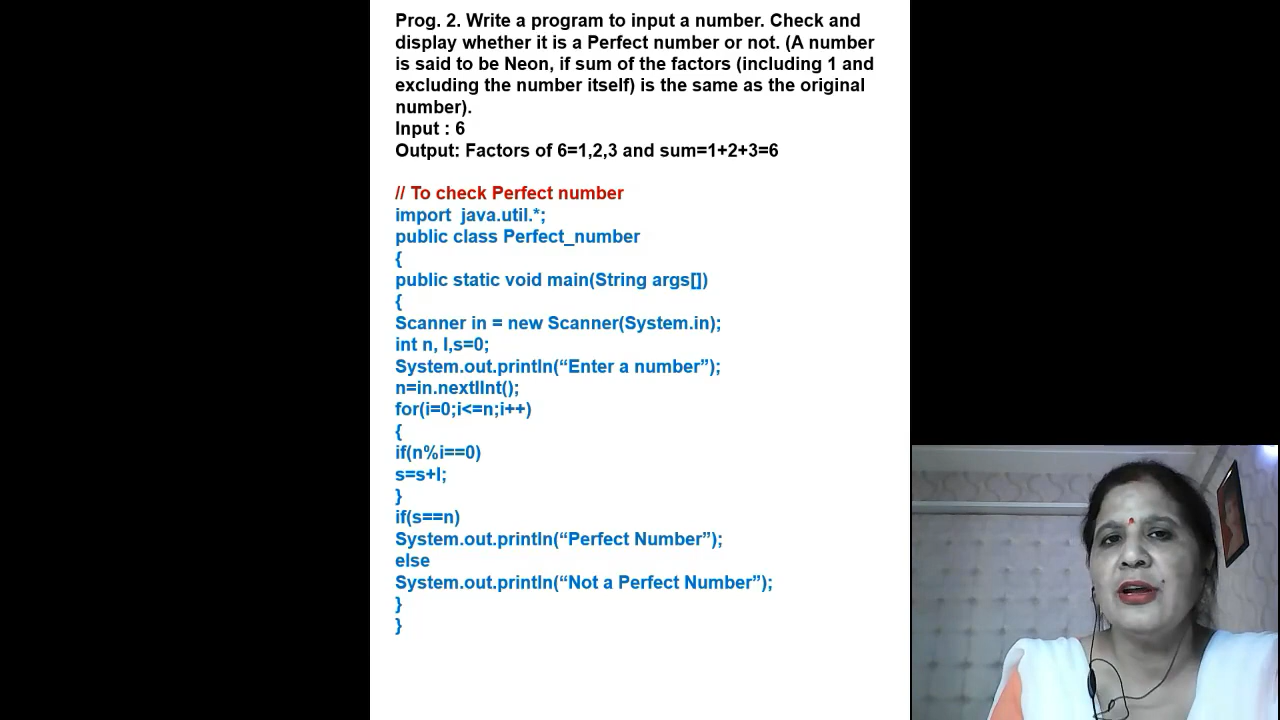 Prog. 2. Write a program to input a number. Check and
display whether it is a Perfect number or not. (A number
is said to be Neon, if sum of the factors (including 1 and
excluding the number itself) is the same as the original
number).
Input : 6
Output: Factors of 6=1,2,3 and sum=1+2+3=6
// To check Perfect number
import  java.util.*;
public class Perfect_number
{
public static void main(String args[])
{
Scanner in = new Scanner(System.in);
int n, I,s=0;
System.out.println(“Enter a number”);
n=in.nextIInt();
for(i=0;i<=n;i++)
{
if(n%i==0)
s=s+I;
}
if(s==n)
System.out.println(“Perfect Number”);
else
System.out.println(“Not a Perfect Number”);
}
}